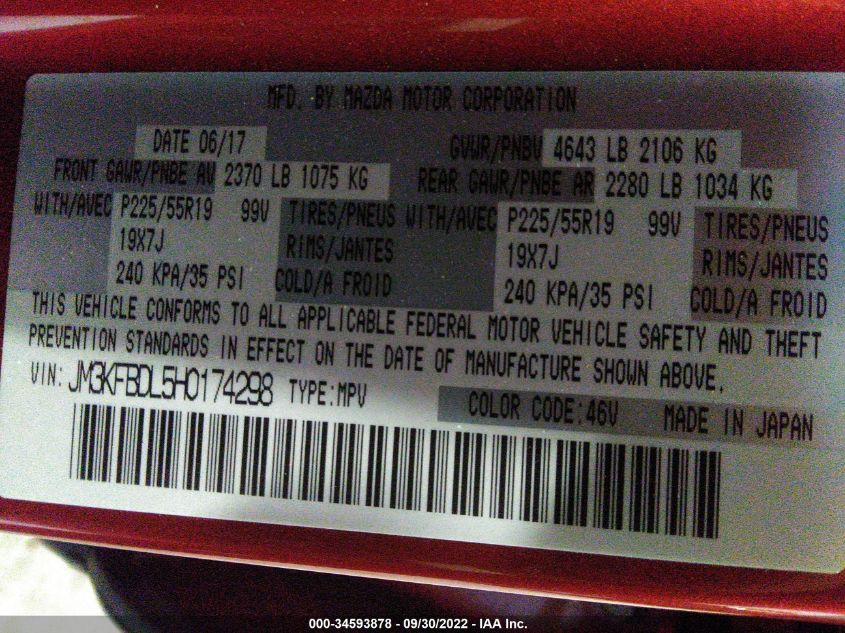 MFD. BY MAZDA MOTOR CORPORATION
DATE 06/17 GVWR/PNBV 4643 LB 2106 KG
FRONT GAWR/PNBE AV 2370 LB 1075 KG REAR GAWR/PNBE AR 2280 LB 1034 KG
WITH/AVEC P225/55R19 99V TIRES/PNEUS WITH/AVEC P225/55R19 99V TIRES/PNEUS
19X7J RIMS/JANTES 19X7J RIMS/JANTES
240 KPA/35 PSI COLD/A FROID 240 KPA/35 PSI COLD/A FROID
THIS VEHICLE CONFORMS TO ALL APPLICABLE FEDERAL MOTOR VEHICLE SAFETY AND THEFT
PREVENTION STANDARDS IN EFFECT ON THE DATE OF MANUFACTURE SHOWN ABOVE.
VIN: JM3KFBDL5H0174298 TYPE:MPV COLOR CODE:46V MADE IN JAPAN
000-34593878 - 09/30/2022 - IAA Inc.